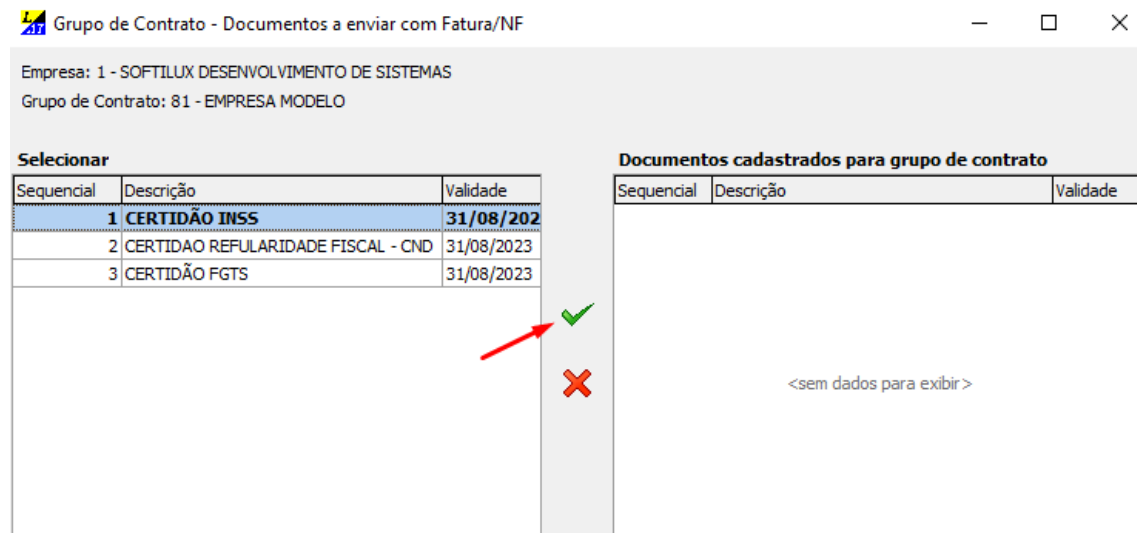 Grupo de Contrato - Documentos a enviar com Fatura/NF
Empresa: 1 - SOFTILUX DESENVOLVIMENTO DE SISTEMAS
Grupo de Contrato: 81 - EMPRESA MODELO
Selecionar
Sequencial Descrição Validade
1 CERTIDÃO INSS 31/08/202
2 CERTIDAO REFULARIDADE FISCAL - CND 31/08/2023
3 CERTIDÃO FGTS 31/08/2023
Documentos cadastrados para grupo de contrato
Sequencial Descrição Validade
<sem dados para exibir>